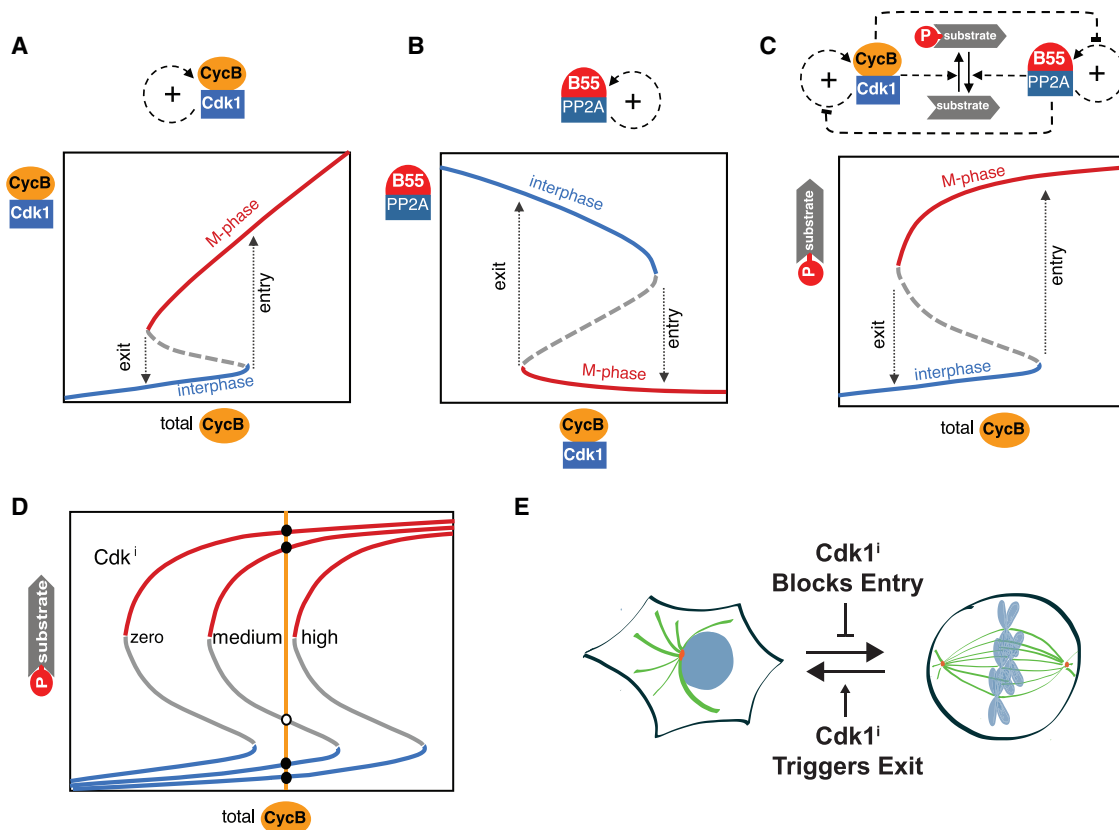 A
CycB
Cdk1
+
CycB
Cdk1
M-phase
exit
entry
interphase
total CycB
B
B55
PP2A
+
B55
PP2A
interphase
exit
entry
M-phase
CycB
Cdk1
C
P substrate
+
CycB
Cdk1
B55
PP2A
+
substrate
P substrate
M-phase
exit
entry
interphase
total CycB
D
Cdk i
P substrate
zero
medium
high
total CycB
E
Cdk1i
Blocks Entry
Cdk1i
Triggers Exit